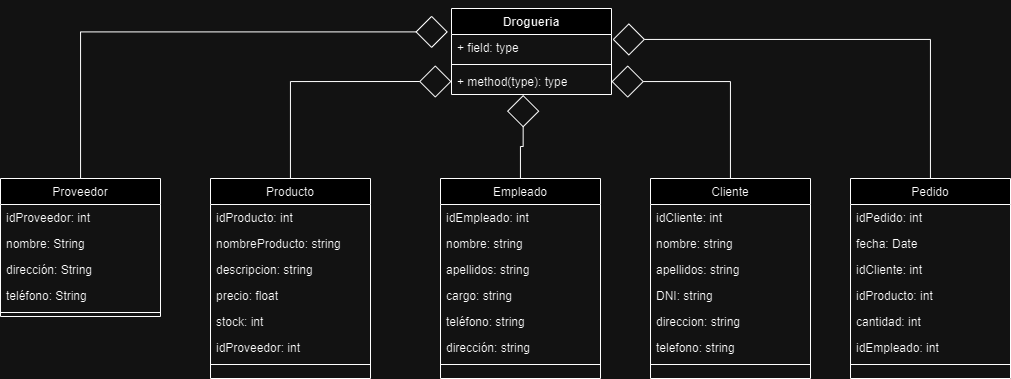 Drogueria
+ field: type
+ method(type): type
Proveedor
idProveedor: int
nombre: String
dirección: String
teléfono: String
Producto
idProducto: int
nombreProducto: string
descripcion: string
precio: float
stock: int
idProveedor: int
Empleado
idEmpleado: int
nombre: string
apellidos: string
cargo: string
teléfono: string
dirección: string
Cliente
idCliente: int
nombre: string
apellidos: string
DNI: string
direccion: string
telefono: string
Pedido
idPedido: int
fecha: Date
idCliente: int
idProducto: int
cantidad: int
idEmpleado: int